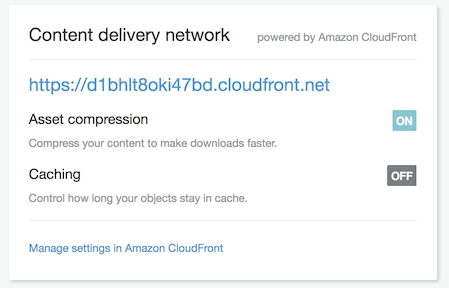 Content delivery network powered by Amazon CloudFront
https://d1bhlt8oki47bd.cloudfront.net
Asset compression ON
Compress your content to make downloads faster.
Caching OFF
Control how long your objects stay in cache.
Manage settings in Amazon CloudFront